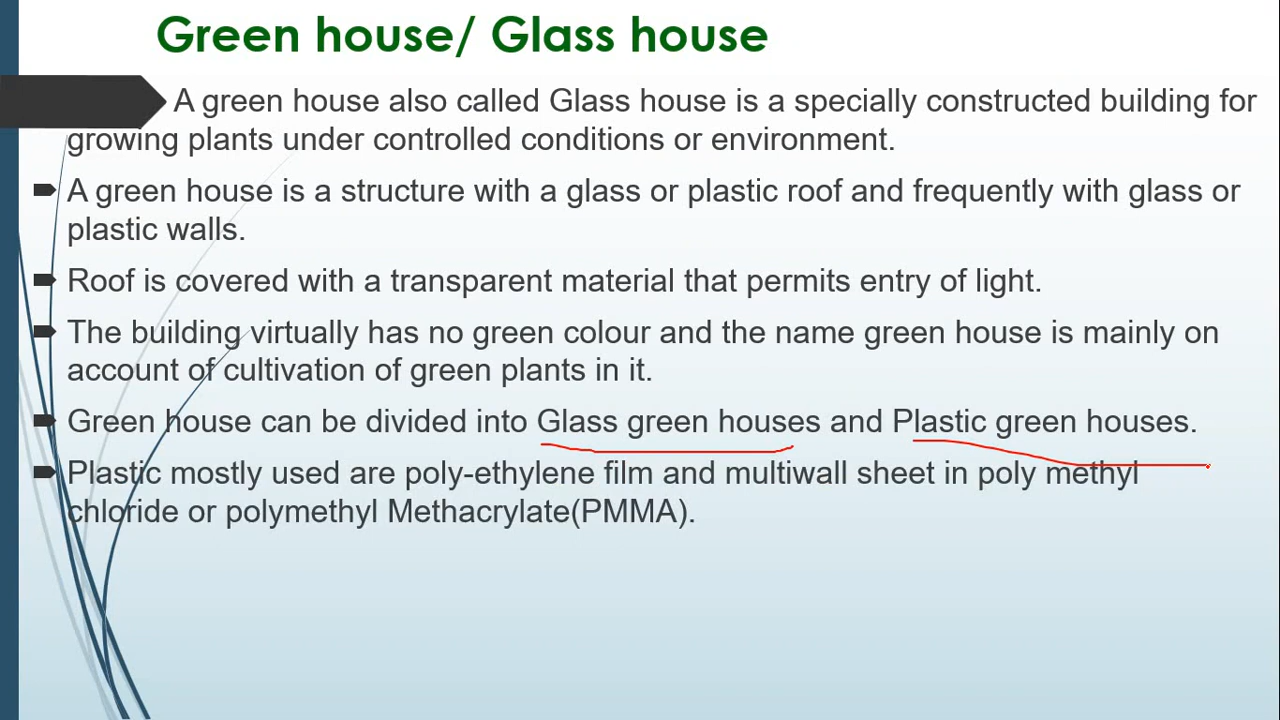 Green house/ Glass house
A green house also called Glass house is a specially constructed building for
growing plants under controlled conditions or environment.
A green house is a structure with a glass or plastic roof and frequently with glass or
plastic walls.
Roof is covered with a transparent material that permits entry of light.
The building virtually has no green colour and the name green house is mainly on
account of cultivation of green plants in it.
Green house can be divided into Glass green houses and Plastic green houses.
Plastic mostly used are poly-ethylene film and multiwall sheet in poly methyl
chloride or polymethyl Methacrylate(PMMA).